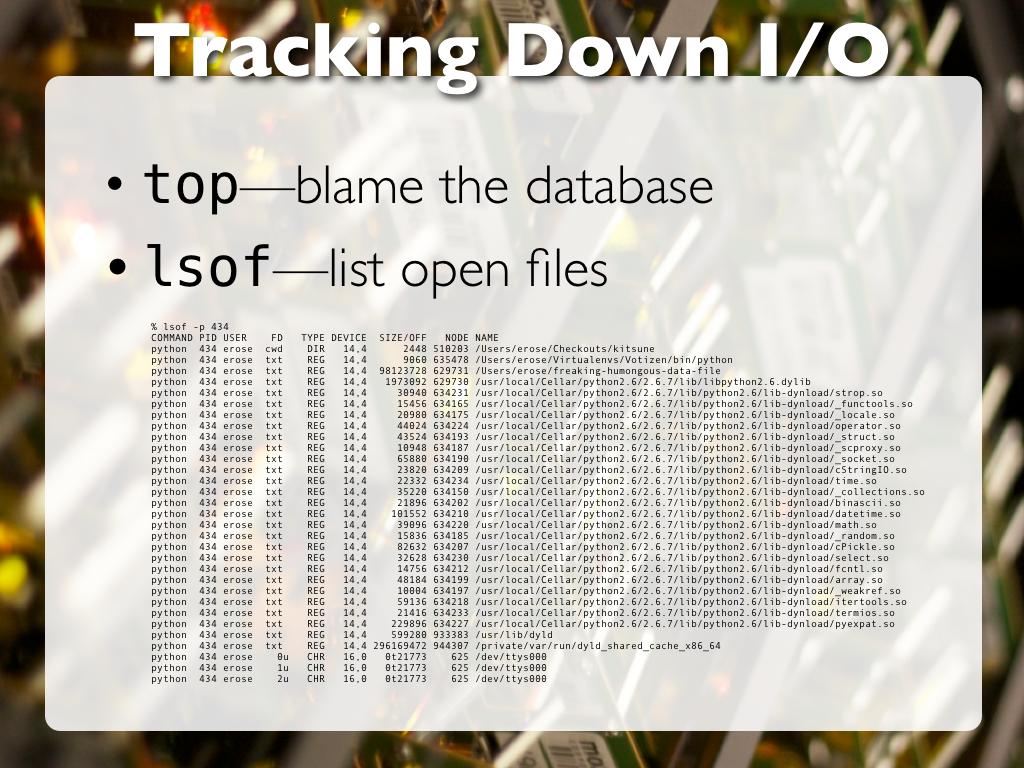 Tracking Down I/O
• top—blame the database
• lsof—list open files
% lsof -p 434
COMMAND PID USER   FD   TYPE DEVICE  SIZE/OFF   NODE NAME
python  434 erose  cwd    DIR  14,4      2448 510203 /Users/erose/Checkouts/kitsune
python  434 erose  txt    REG  14,4      9060 635478 /Users/erose/Virtualenvs/Votizen/bin/python
python  434 erose  txt    REG  14,4  98123728 629731 /Users/erose/freaking-humongous-data-file
python  434 erose  txt    REG  14,4   1973092 629730 /usr/local/Cellar/python2.6/2.6.7/lib/libpython2.6.dylib
python  434 erose  txt    REG  14,4     30940 634231 /usr/local/Cellar/python2.6/2.6.7/lib/python2.6/lib-dynload/strop.so
python  434 erose  txt    REG  14,4     15456 634165 /usr/local/Cellar/python2.6/2.6.7/lib/python2.6/lib-dynload/_functools.so
python  434 erose  txt    REG  14,4     20980 634175 /usr/local/Cellar/python2.6/2.6.7/lib/python2.6/lib-dynload/_locale.so
python  434 erose  txt    REG  14,4     44024 634224 /usr/local/Cellar/python2.6/2.6.7/lib/python2.6/lib-dynload/operator.so
python  434 erose  txt    REG  14,4     43524 634193 /usr/local/Cellar/python2.6/2.6.7/lib/python2.6/lib-dynload/_struct.so
python  434 erose  txt    REG  14,4     10948 634187 /usr/local/Cellar/python2.6/2.6.7/lib/python2.6/lib-dynload/_scproxy.so
python  434 erose  txt    REG  14,4     65880 634190 /usr/local/Cellar/python2.6/2.6.7/lib/python2.6/lib-dynload/_socket.so
python  434 erose  txt    REG  14,4     23820 634209 /usr/local/Cellar/python2.6/2.6.7/lib/python2.6/lib-dynload/cStringIO.so
python  434 erose  txt    REG  14,4     22332 634234 /usr/local/Cellar/python2.6/2.6.7/lib/python2.6/lib-dynload/time.so
python  434 erose  txt    REG  14,4     35220 634150 /usr/local/Cellar/python2.6/2.6.7/lib/python2.6/lib-dynload/_collections.so
python  434 erose  txt    REG  14,4     21896 634202 /usr/local/Cellar/python2.6/2.6.7/lib/python2.6/lib-dynload/binascii.so
python  434 erose  txt    REG  14,4    101552 634210 /usr/local/Cellar/python2.6/2.6.7/lib/python2.6/lib-dynload/datetime.so
python  434 erose  txt    REG  14,4     39096 634220 /usr/local/Cellar/python2.6/2.6.7/lib/python2.6/lib-dynload/math.so
python  434 erose  txt    REG  14,4     15836 634185 /usr/local/Cellar/python2.6/2.6.7/lib/python2.6/lib-dynload/_random.so
python  434 erose  txt    REG  14,4     82632 634207 /usr/local/Cellar/python2.6/2.6.7/lib/python2.6/lib-dynload/cPickle.so
python  434 erose  txt    REG  14,4     32628 634230 /usr/local/Cellar/python2.6/2.6.7/lib/python2.6/lib-dynload/select.so
python  434 erose  txt    REG  14,4     14756 634212 /usr/local/Cellar/python2.6/2.6.7/lib/python2.6/lib-dynload/fcntl.so
python  434 erose  txt    REG  14,4     48184 634199 /usr/local/Cellar/python2.6/2.6.7/lib/python2.6/lib-dynload/array.so
python  434 erose  txt    REG  14,4     10004 634197 /usr/local/Cellar/python2.6/2.6.7/lib/python2.6/lib-dynload/_weakref.so
python  434 erose  txt    REG  14,4     59136 634218 /usr/local/Cellar/python2.6/2.6.7/lib/python2.6/lib-dynload/itertools.so
python  434 erose  txt    REG  14,4     21416 634233 /usr/local/Cellar/python2.6/2.6.7/lib/python2.6/lib-dynload/termios.so
python  434 erose  txt    REG  14,4    229896 634227 /usr/local/Cellar/python2.6/2.6.7/lib/python2.6/lib-dynload/pyexpat.so
python  434 erose  txt    REG  14,4    599280 933383 /usr/lib/dyld
python  434 erose  txt    REG  14,4 296169472 944307 /private/var/run/dyld_shared_cache_x86_64
python  434 erose    0u   CHR  16,0   0t21773    625 /dev/ttys000
python  434 erose    1u   CHR  16,0   0t21773    625 /dev/ttys000
python  434 erose    2u   CHR  16,0   0t21773    625 /dev/ttys000